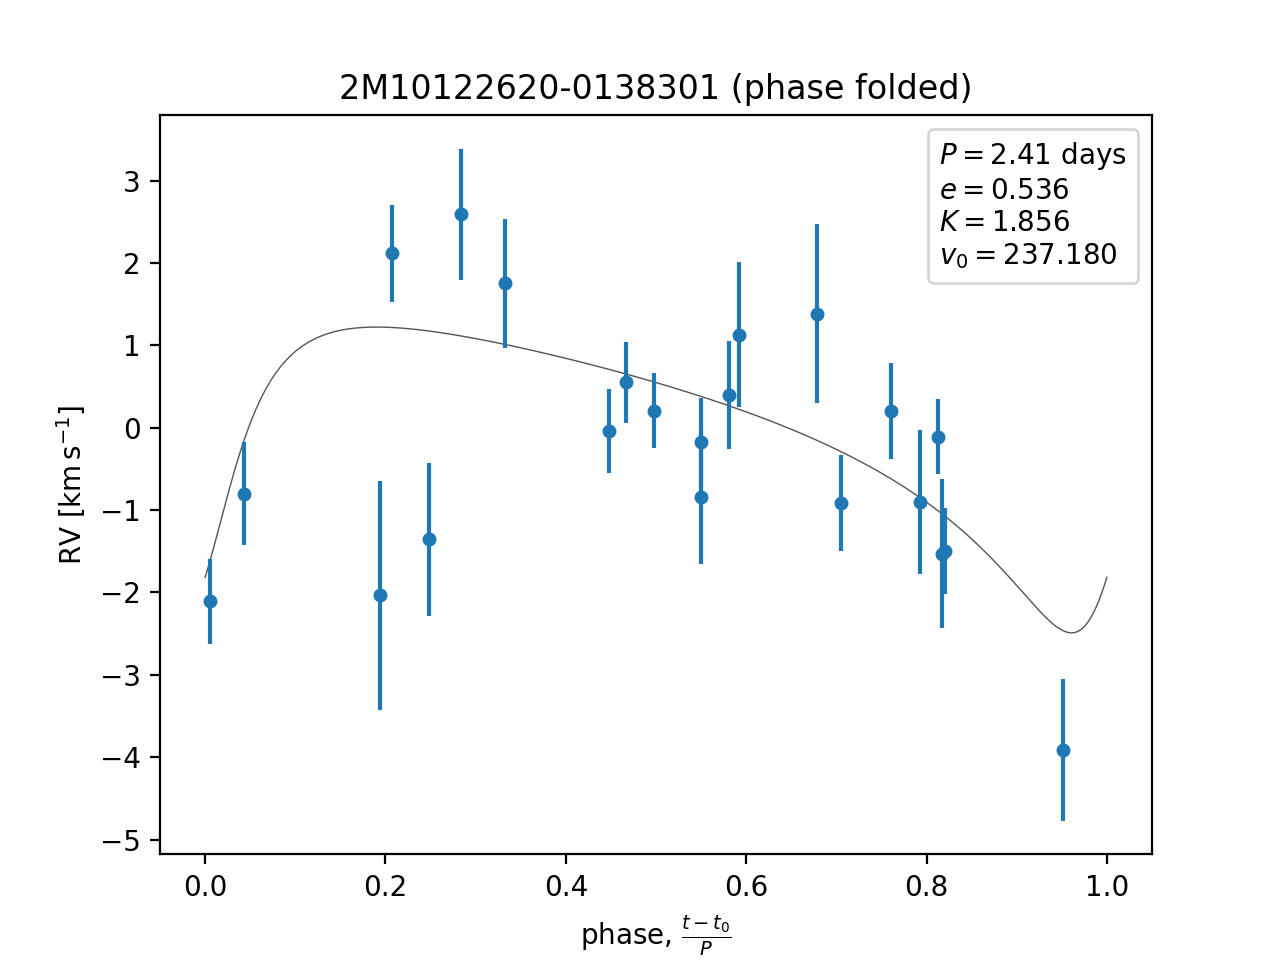 2M10122620-0138301 (phase folded)
P = 2.41 days
e = 0.536
K = 1.856
v₀ = 237.180
RV [km s⁻¹]
3
2
1
0
−1
−2
−3
−4
−5
0.0 0.2 0.4 0.6 0.8 1.0
phase, (t − t₀)/P